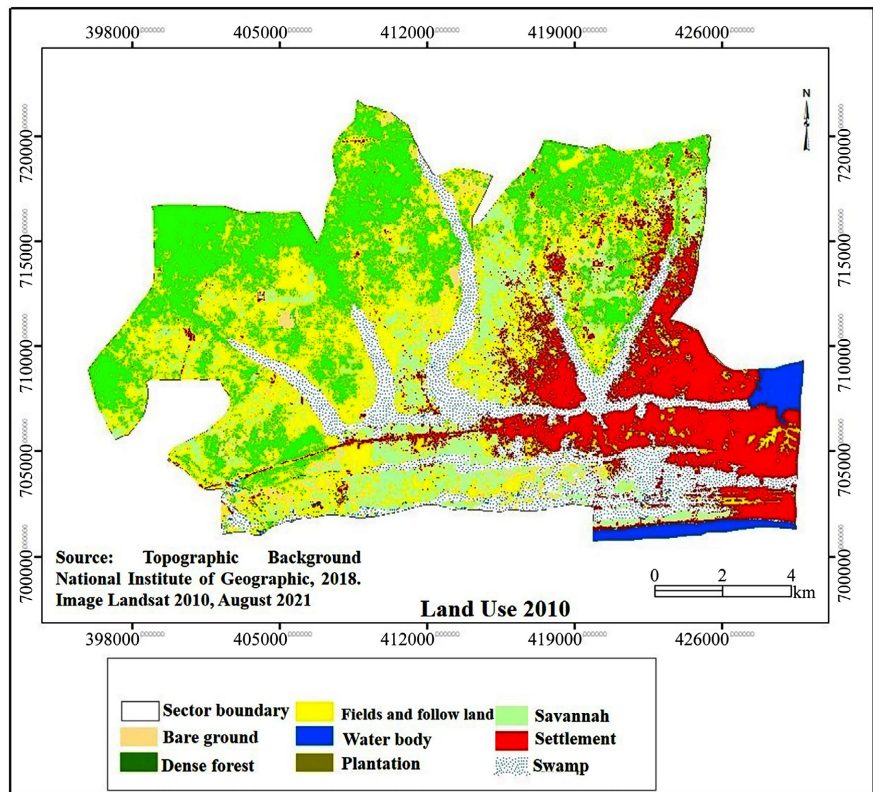 398000 405000 412000 419000 426000
N
720000 720000
715000 715000
710000 710000
705000 705000
700000 700000
Source: Topographic Background
National Institute of Geographic, 2018.
Image Landsat 2010, August 2021
0 2 4
km
Land Use 2010
398000 405000 412000 419000 426000
Sector boundary Fields and follow land Savannah
Bare ground Water body Settlement
Dense forest Plantation Swamp